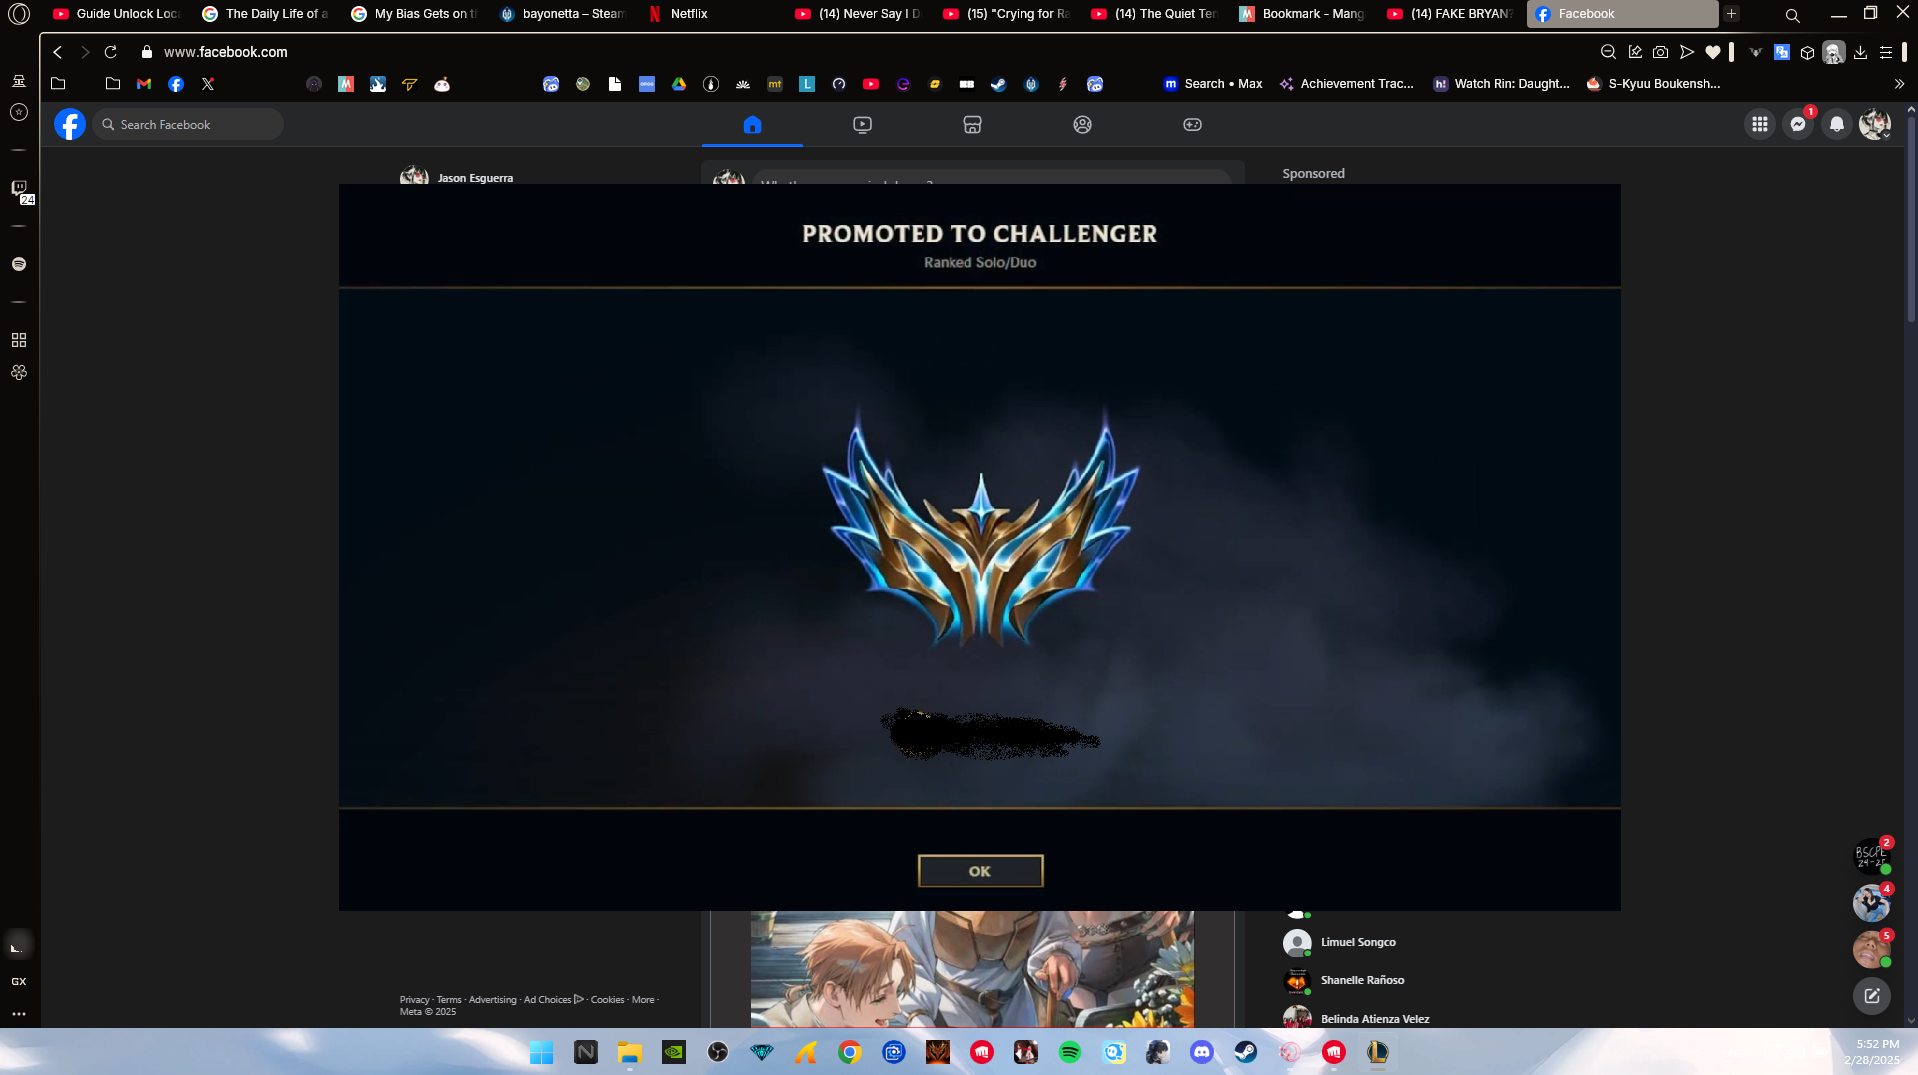 Guide Unlock Loca
The Daily Life of a
My Bias Gets on th
bayonetta – Steam
Netflix
(14) Never Say I D
(15) "Crying for Ra
(14) The Quiet Ten
Bookmark - Mang
(14) FAKE BRYAN?
Facebook
www.facebook.com
Search • Max
Achievement Trac...
Watch Rin: Daught...
S-Kyuu Boukensh...
Search Facebook
1
24
Jason Esguerra
Sponsored
PROMOTED TO CHALLENGER
Ranked Solo/Duo
OK
BSCPE
24-25
2
4
5
Limuel Songco
Shanelle Rañoso
Belinda Atienza Velez
Privacy · Terms · Advertising · Ad Choices · Cookies · More ·
Meta © 2025
GX
5:52 PM
2/28/2025